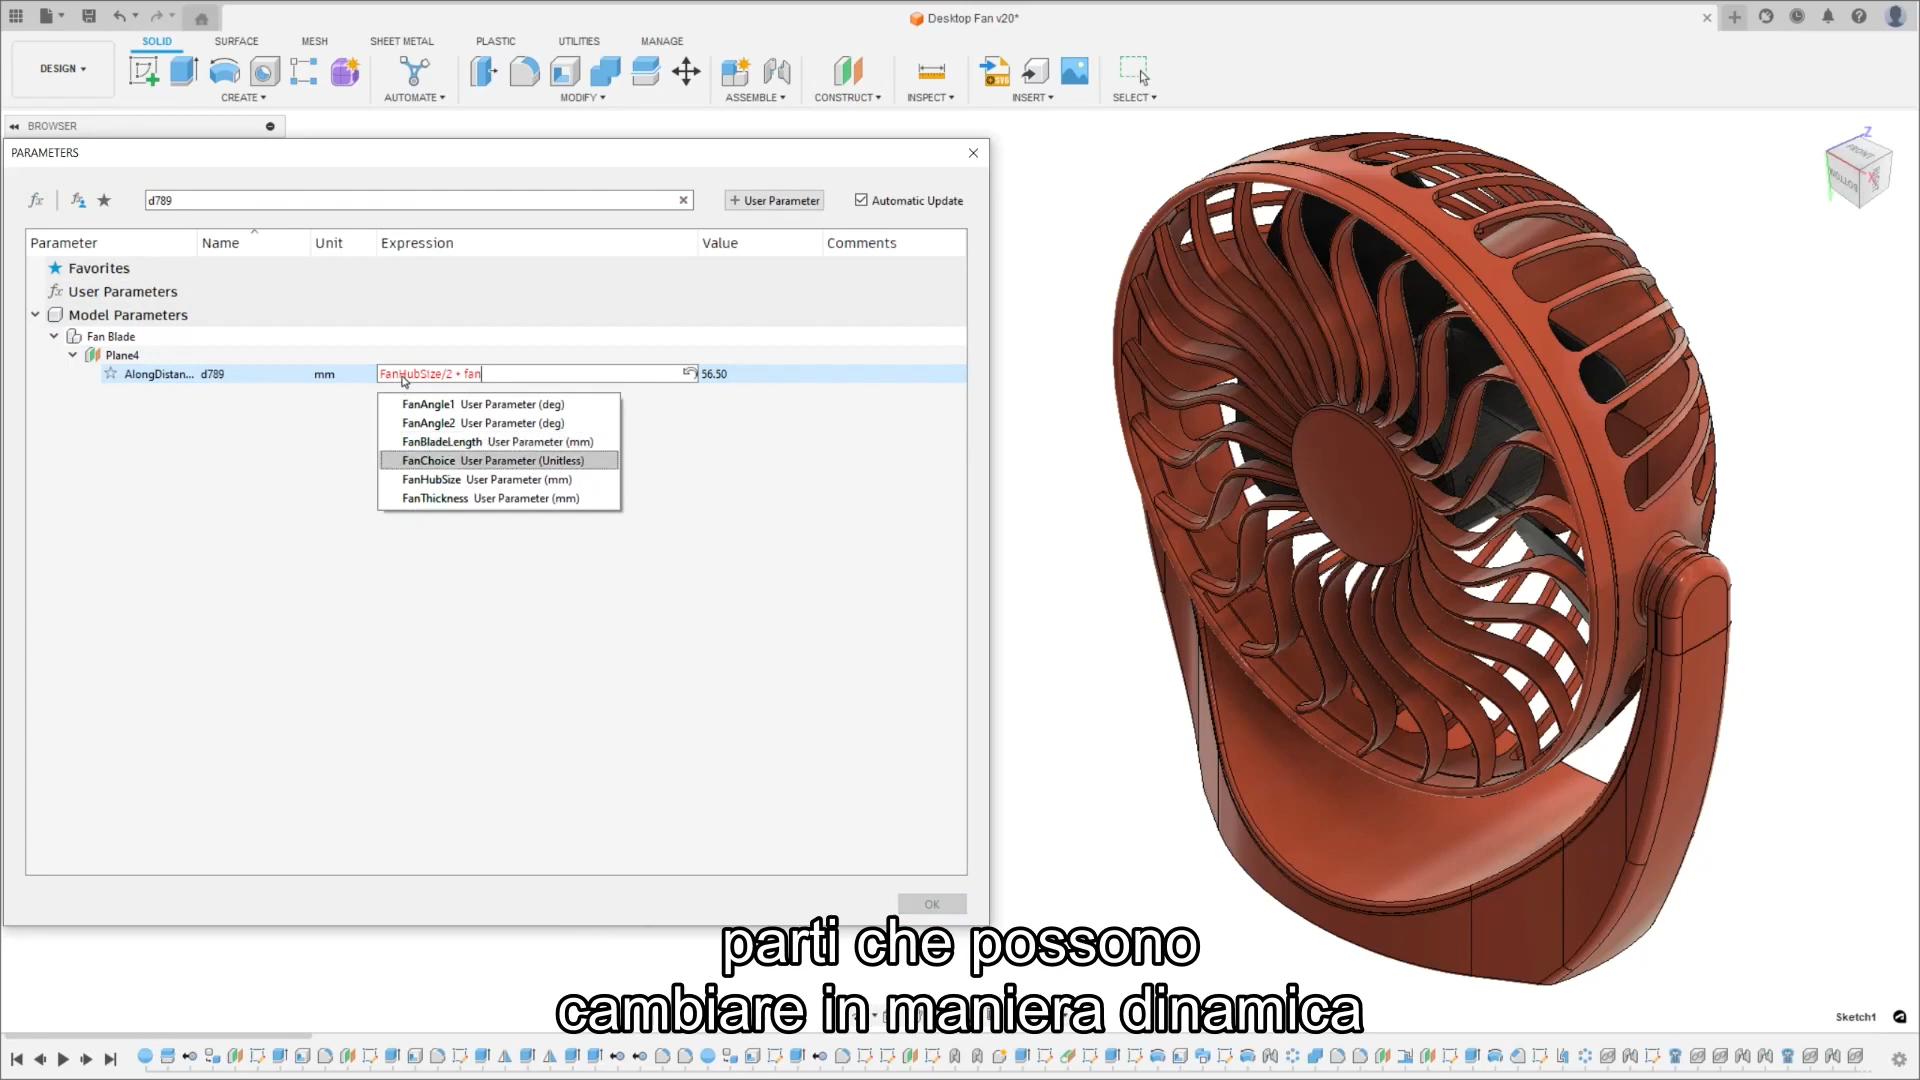 Desktop Fan v20*
SOLID SURFACE MESH SHEET METAL PLASTIC UTILITIES MANAGE
DESIGN
CREATE AUTOMATE MODIFY ASSEMBLE CONSTRUCT INSPECT INSERT SELECT
BROWSER
PARAMETERS
fx d789 + User Parameter Automatic Update
Parameter Name Unit Expression Value Comments
Favorites
fx User Parameters
Model Parameters
Fan Blade
Plane4
AlongDistan... d789 mm FanHubSize/2 + fan 56.50
FanAngle1 User Parameter (deg)
FanAngle2 User Parameter (deg)
FanBladeLength User Parameter (mm)
FanChoice User Parameter (Unitless)
FanHubSize User Parameter (mm)
FanThickness User Parameter (mm)
Z
FRONT
BOTTOM
X
OK
parti che possono
cambiare in maniera dinamica
Sketch1